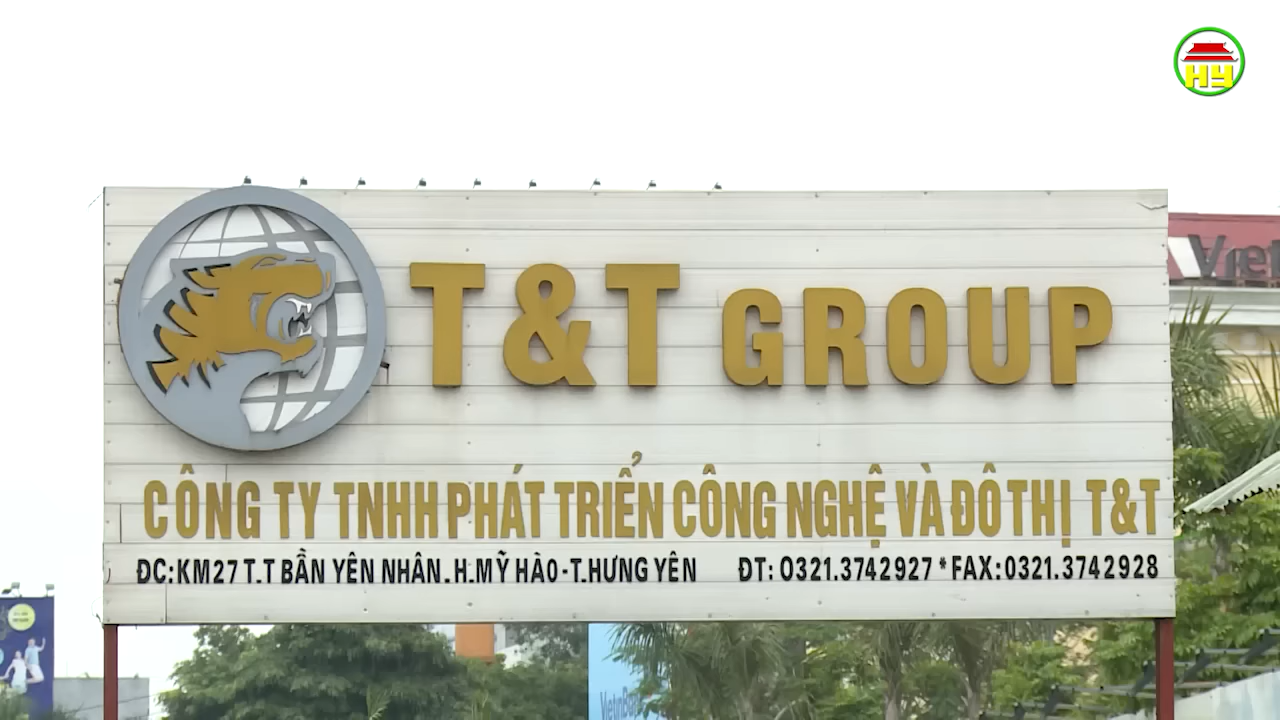 HY
T&T GROUP
CÔNG TY TNHH PHÁT TRIỂN CÔNG NGHỆ VÀ ĐÔ THỊ T&T
ĐC:KM27 T.T BẦN YÊN NHÂN.H.MỸ HÀO-T.HƯNG YÊN ĐT: 0321.3742927 * FAX:0321.3742928